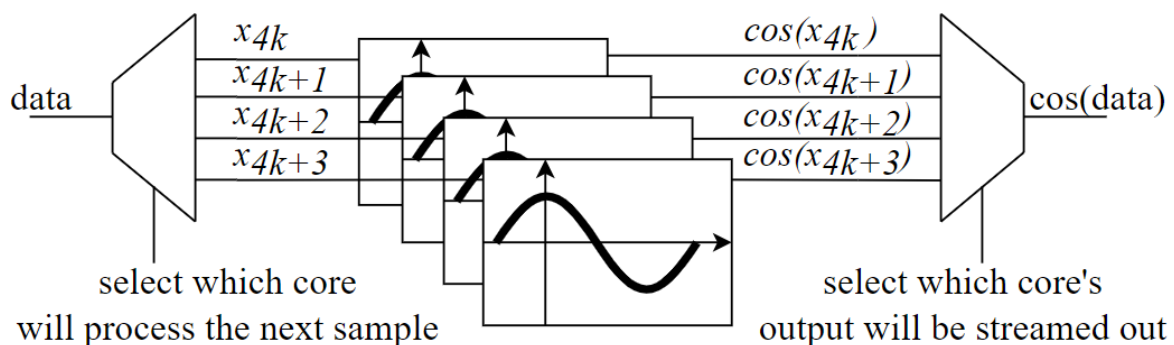 data
x4k
x4k+1
x4k+2
x4k+3
cos(x4k)
cos(x4k+1)
cos(x4k+2)
cos(x4k+3)
cos(data)
select which core
will process the next sample
select which core's
output will be streamed out